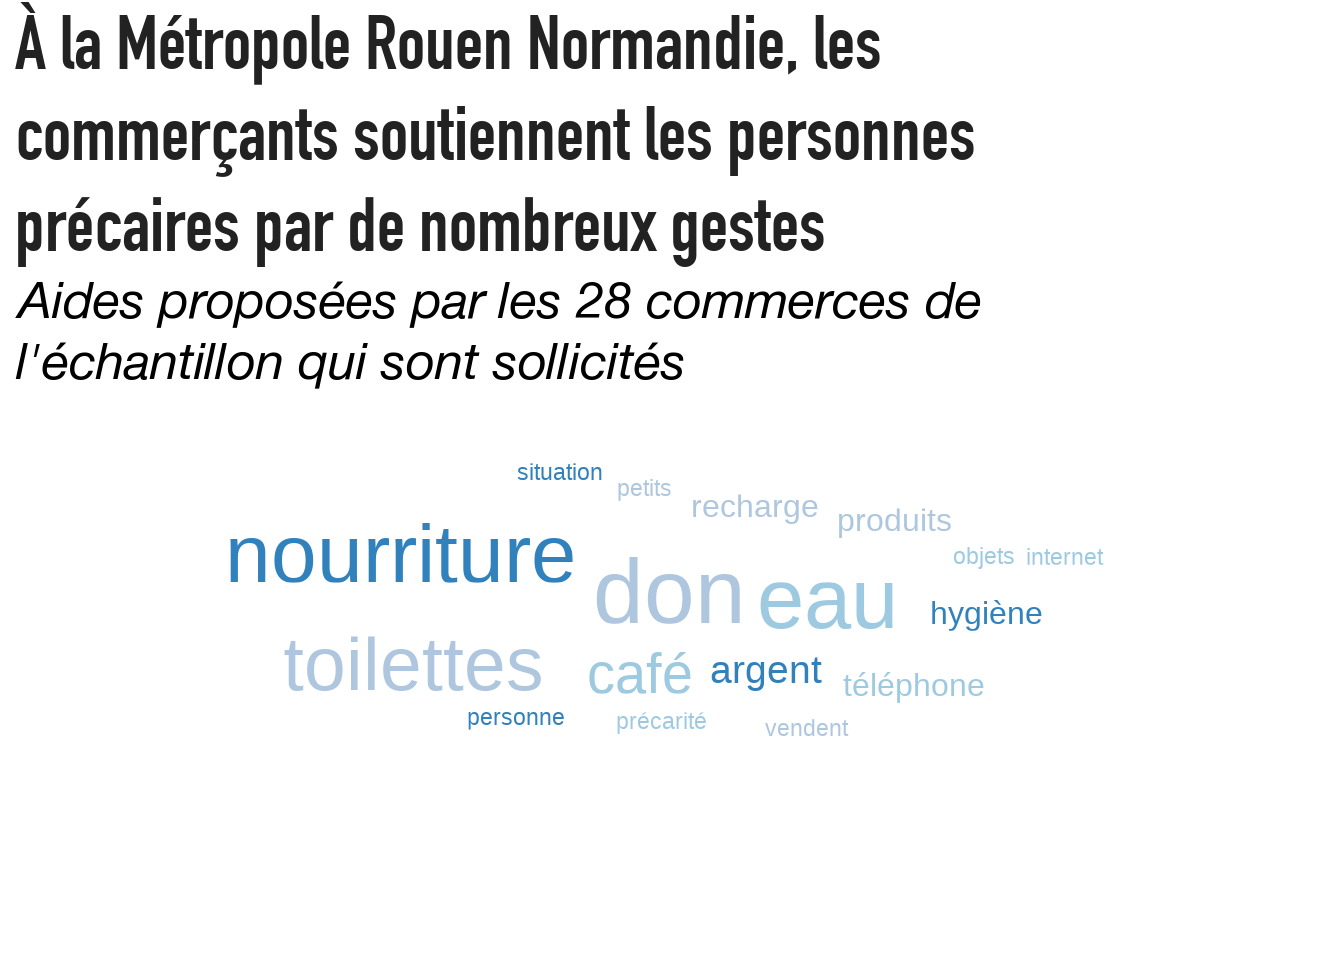 À la Métropole Rouen Normandie, les
commerçants soutiennent les personnes
précaires par de nombreux gestes
Aides proposées par les 28 commerces de
l'échantillon qui sont sollicités
situation
petits
recharge
produits
nourriture
objets internet
don eau
hygiène
toilettes
café argent
téléphone
personne
précarité
vendent